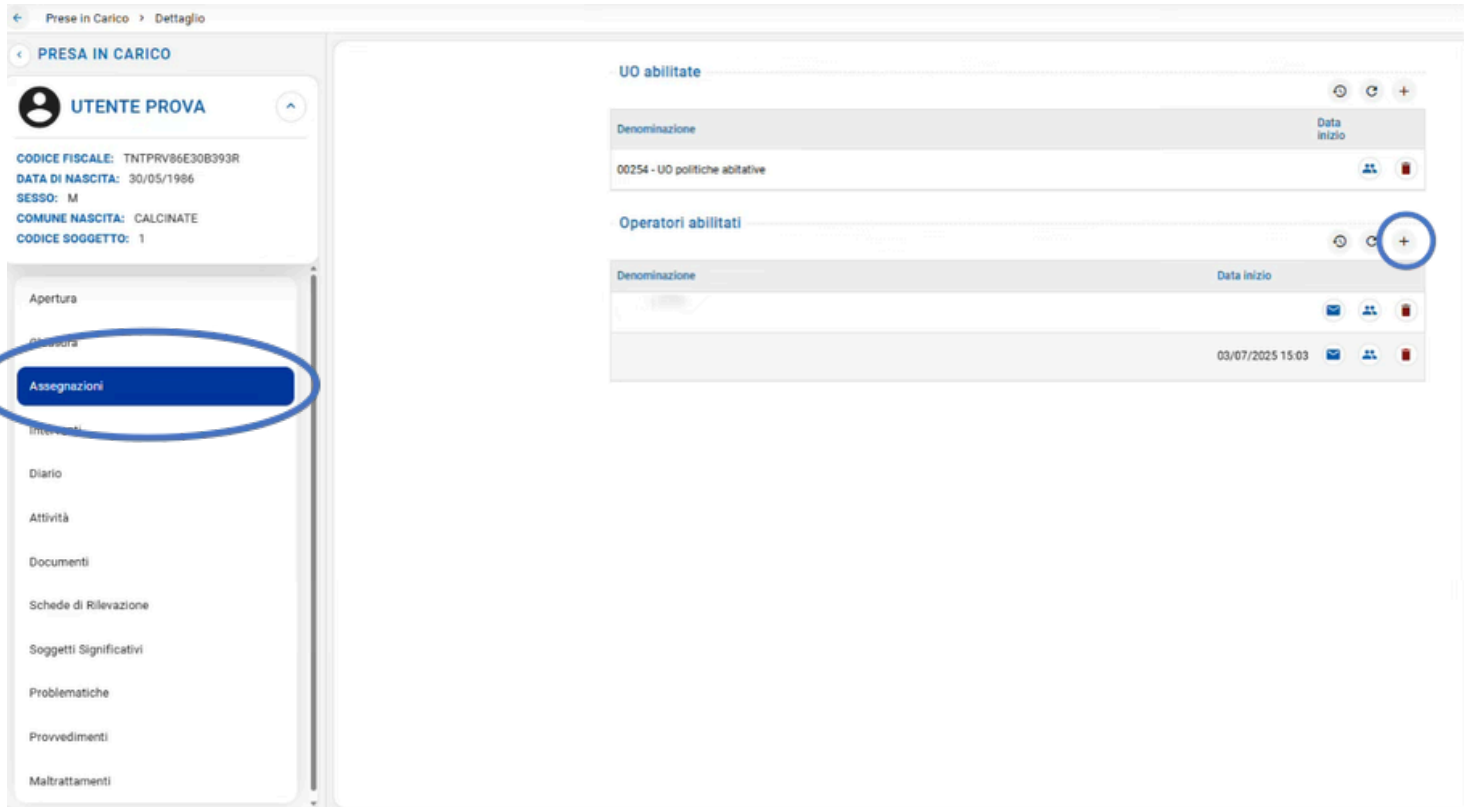 Prese in Carico > Dettaglio
PRESA IN CARICO
UTENTE PROVA
CODICE FISCALE: TNTPRV86E30B393R
DATA DI NASCITA: 30/05/1986
SESSO: M
COMUNE NASCITA: CALCINATE
CODICE SOGGETTO: 1
Apertura
Chiusura
Assegnazioni
Interventi
Diario
Attività
Documenti
Schede di Rilevazione
Soggetti Significativi
Problematiche
Provvedimenti
Maltrattamenti
UO abilitate
Denominazione
Data inizio
00254 - UO politiche abitative
Operatori abilitati
Denominazione
Data inizio
03/07/2025 15:03